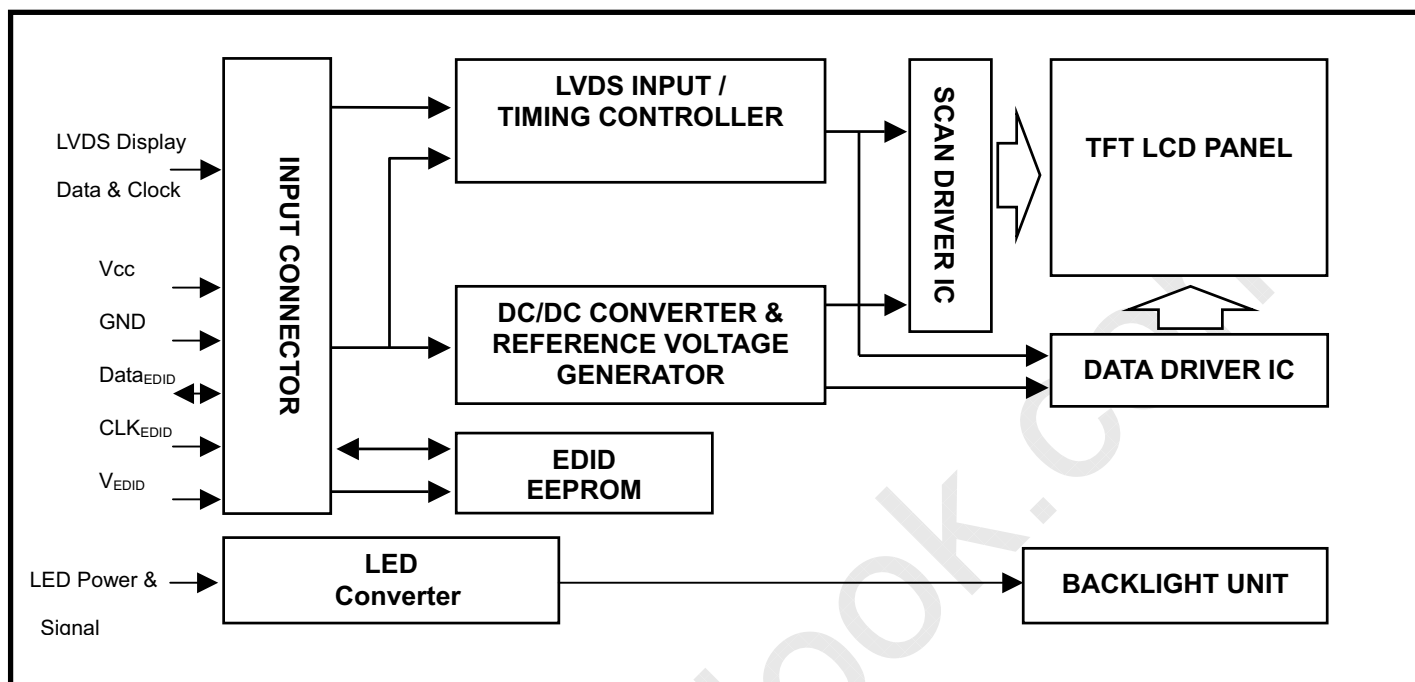 LVDS Display
Data & Clock
Vcc
GND
DataEDID
CLKEDID
VEDID
LED Power &
Signal
INPUT CONNECTOR
LVDS INPUT /
TIMING CONTROLLER
DC/DC CONVERTER &
REFERENCE VOLTAGE
GENERATOR
EDID
EEPROM
LED
Converter
SCAN DRIVER IC
TFT LCD PANEL
DATA DRIVER IC
BACKLIGHT UNIT
look.c